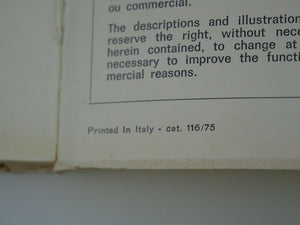 ou commercial.
The descriptions and illustration
reserve the right, without nece
herein contained, to change at
necessary to improve the functi
mercial reasons.
Printed In Italy - cat. 116/75